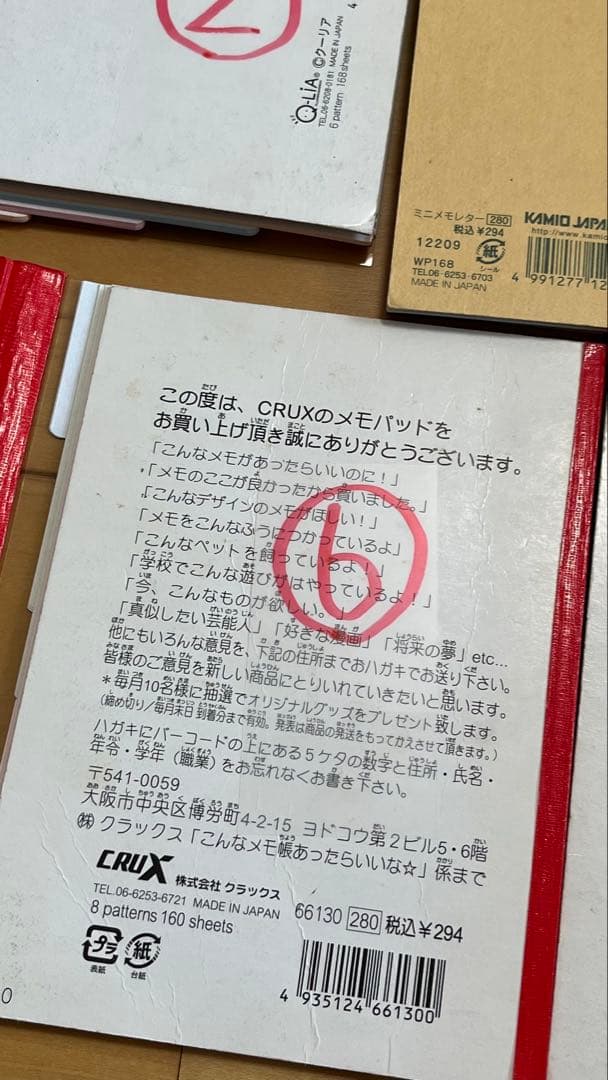 2
Q-LiA® ©クーリア
TEL.06-6208-0181 MADE IN JAPAN
6 pattern 168sheets
4
ミニメモレター 280 KAMIO JAPA
税込¥294 http://www.kamio
12209 紙
シール
WP168
TEL06-6253-6703
MADE IN JAPAN
4 991277 12
この度は、CRUXのメモパッドを
お買い上げ頂き誠にありがとうございます。
「こんなメモがあったらいいのに!」
「メモのここが良かったから買いました。」
「こんなデザインのメモがほしい!」
「メモをこんなふうにつかっているよ」
「こんなペットを飼っているよ!」
「学校でこんな遊びがはやっているよ!」
「今、こんなものが欲しい。」
「真似したい芸能人」「好きな漫画」「将来の夢」etc...
他にもいろんな意見を、下記の住所までおハガキでお送り下さい。
皆様のご意見を新しい商品にとりいれていきたいと思います。
*毎月10名様に抽選でオリジナルグッズをプレゼント致します。
(締め切り/毎月末日到着分まで有効。発表は商品の発送をもってかえさせて頂きます。)
ハガキにバーコードの上にある5ケタの数字と住所・氏名・
年令・学年(職業)をお忘れなくお書き下さい。
〒541-0059
大阪市中央区博労町4-2-15 ヨドコウ第2ビル5・6階
㈱クラックス「こんなメモ帳あったらいいな☆」係まで
CRUX 株式会社 クラックス
TEL.06-6253-6721 MADE IN JAPAN
8 patterns 160 sheets
66130 280 税込¥294
プラ 紙
表紙 台紙
4 935124 661300
6
0